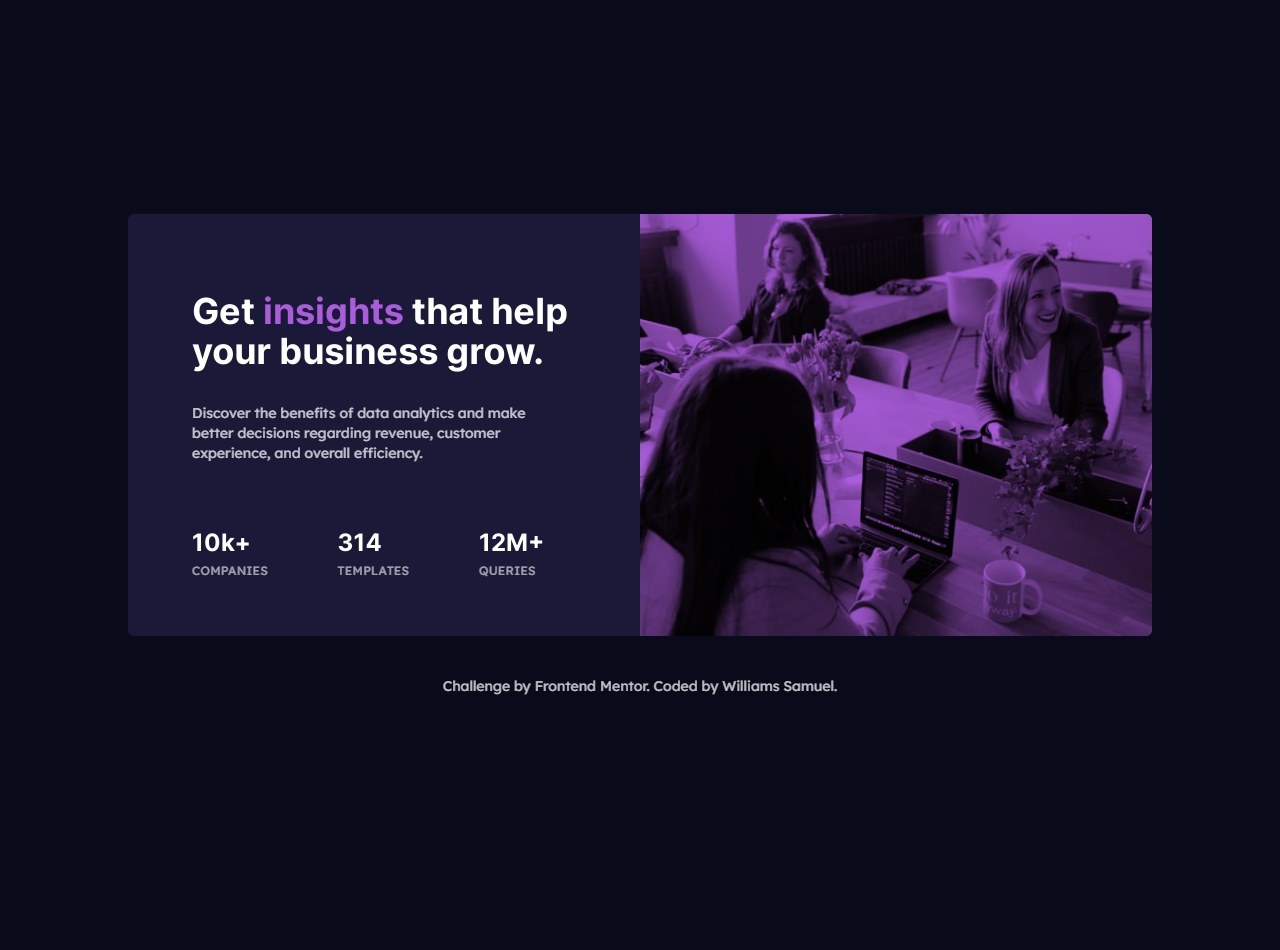 Get insights that help
your business grow.
Discover the benefits of data analytics and make
better decisions regarding revenue, customer
experience, and overall efficiency.
10k+ 314 12M+
COMPANIES TEMPLATES QUERIES
Challenge by Frontend Mentor. Coded by Williams Samuel.